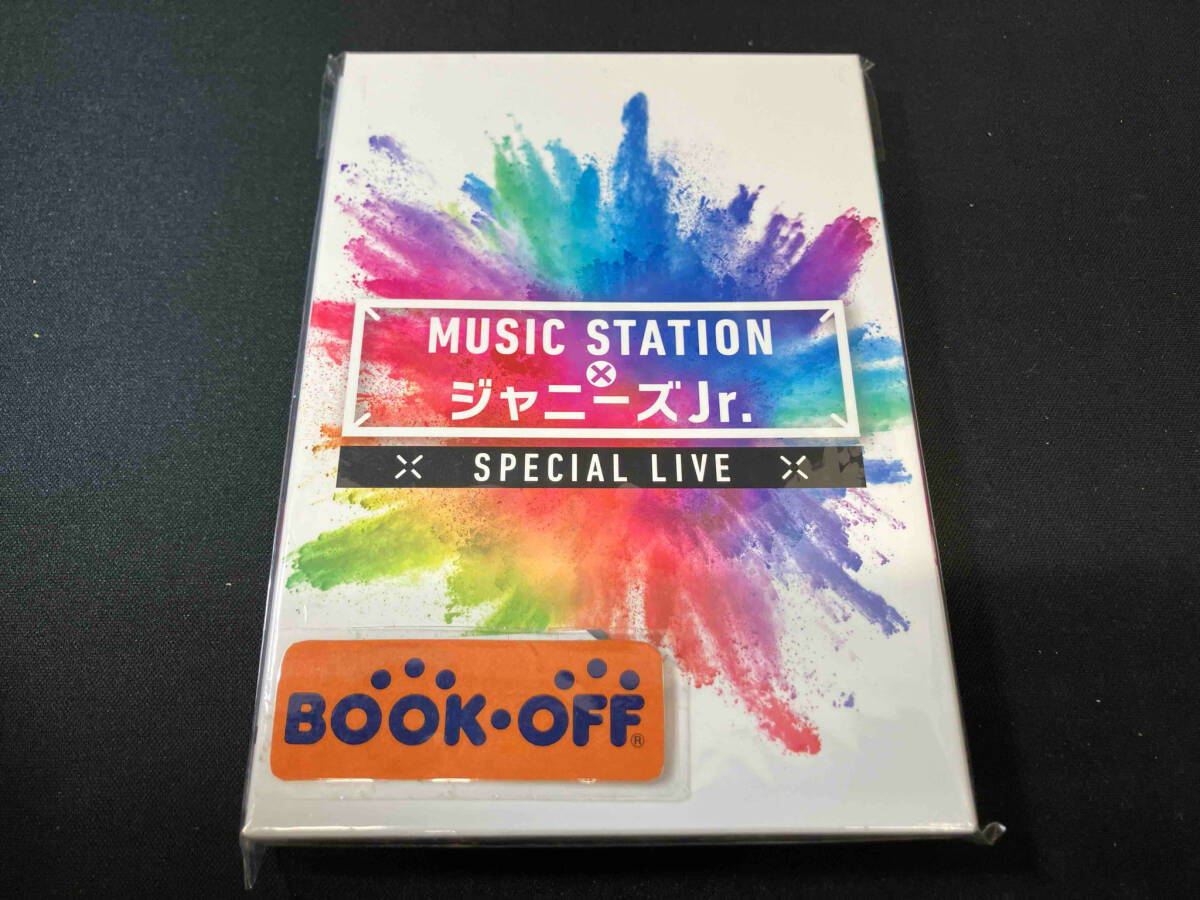 MUSIC STATION
×
ジャニーズJr.
SPECIAL LIVE
BOOK・OFF®